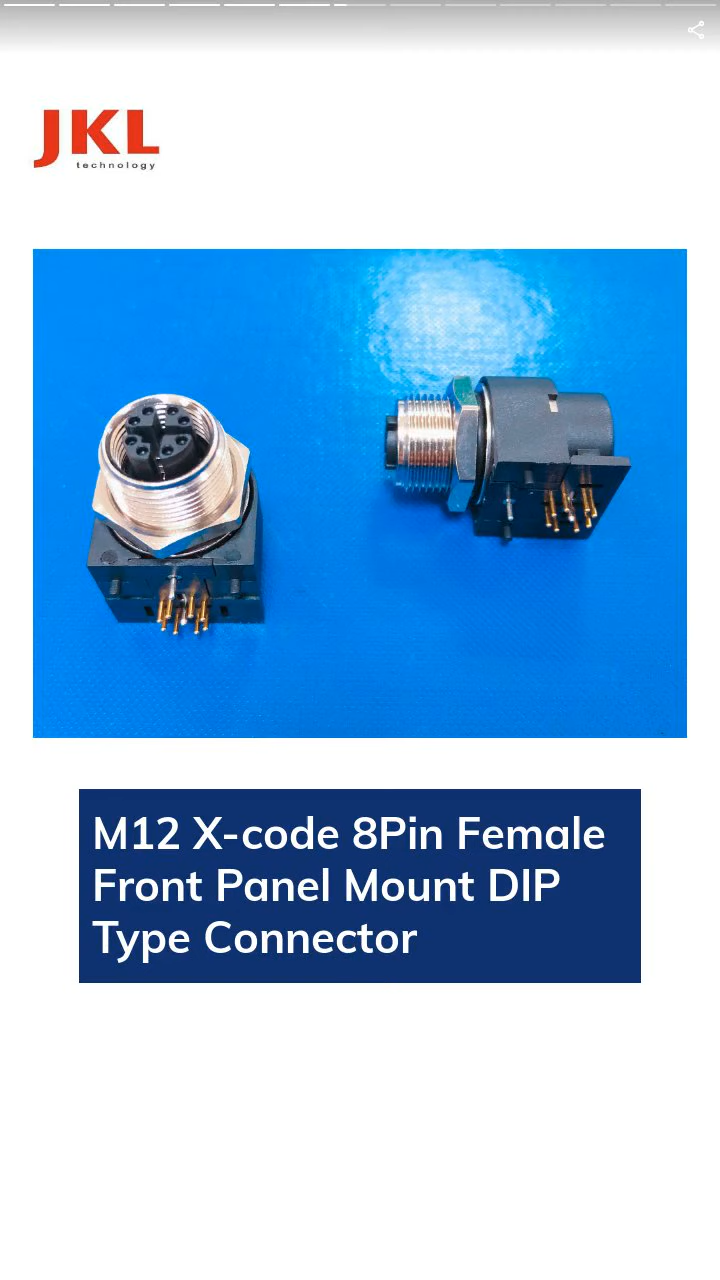 JKL
technology
M12 X-code 8Pin Female
Front Panel Mount DIP
Type Connector